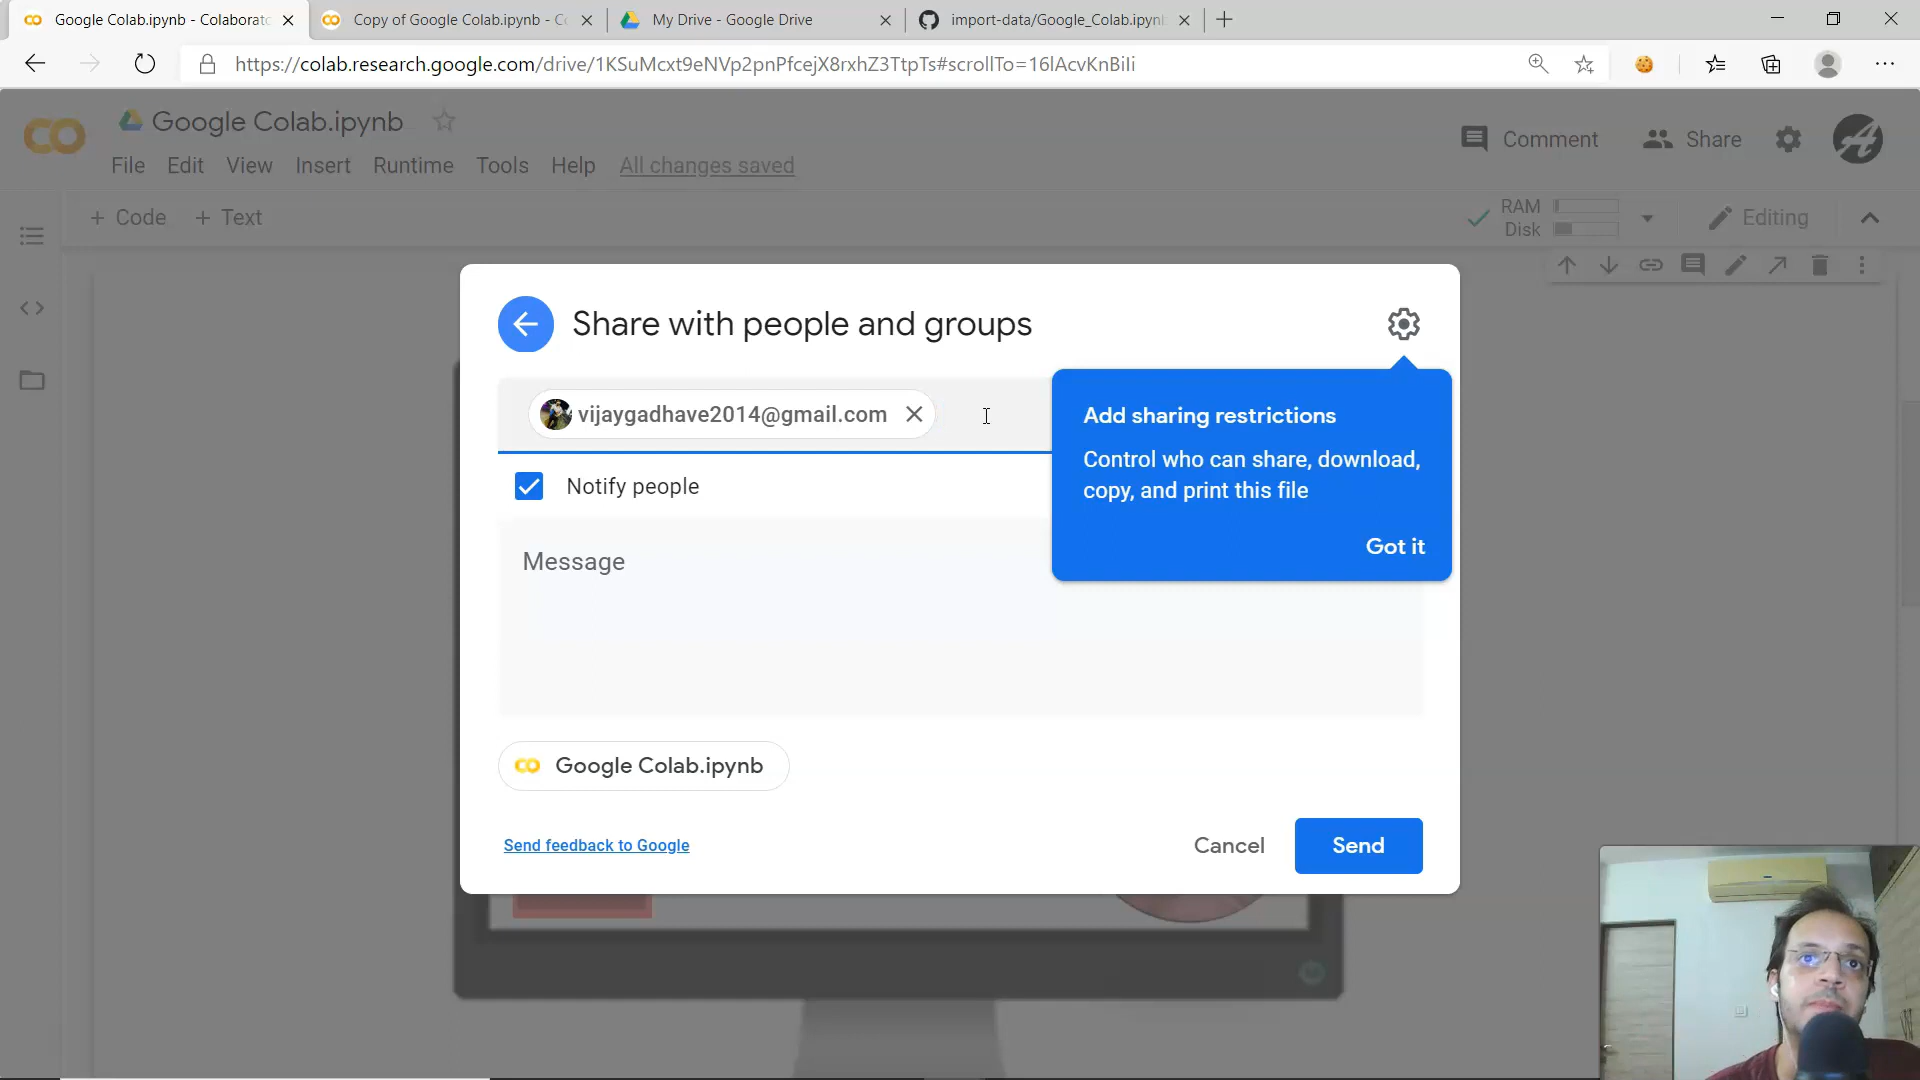 Google Colab.ipynb - Colaborato
Copy of Google Colab.ipynb - Co
My Drive - Google Drive
import-data/Google_Colab.ipynb
https://colab.research.google.com/drive/1KSuMcxt9eNVp2pnPfcejX8rxhZ3TtpTs#scrollTo=16lAcvKnBiIi
Google Colab.ipynb
Comment
Share
File Edit View Insert Runtime Tools Help All changes saved
+ Code + Text
RAM
Disk
Editing
Share with people and groups
vijaygadhave2014@gmail.com
Add sharing restrictions
Control who can share, download,
copy, and print this file
Got it
Notify people
Message
Google Colab.ipynb
Send feedback to Google
Cancel
Send